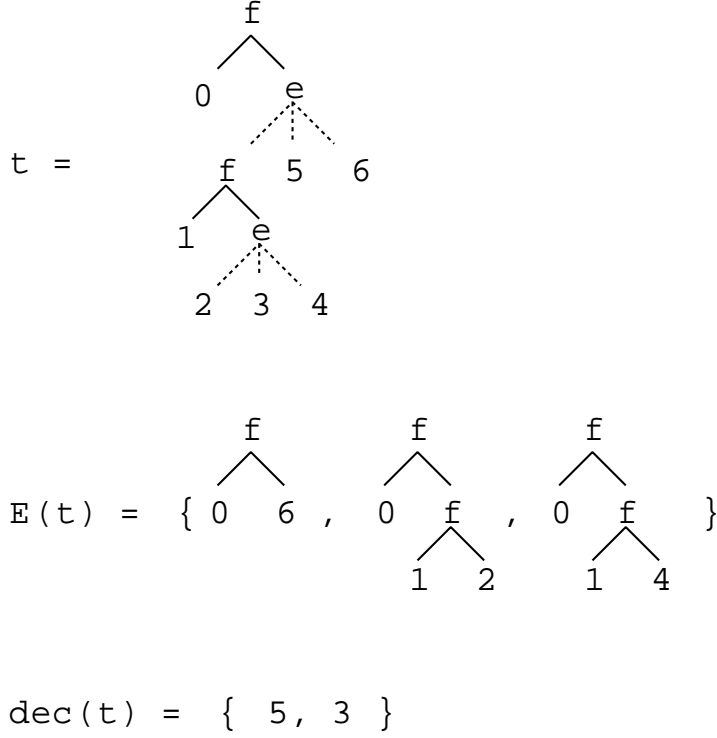 f
0 e
t = f 5 6
1 e
2 3 4
f f f
E(t) = { 0 6 , 0 f , 0 f }
1 2 1 4
dec(t) = { 5, 3 }